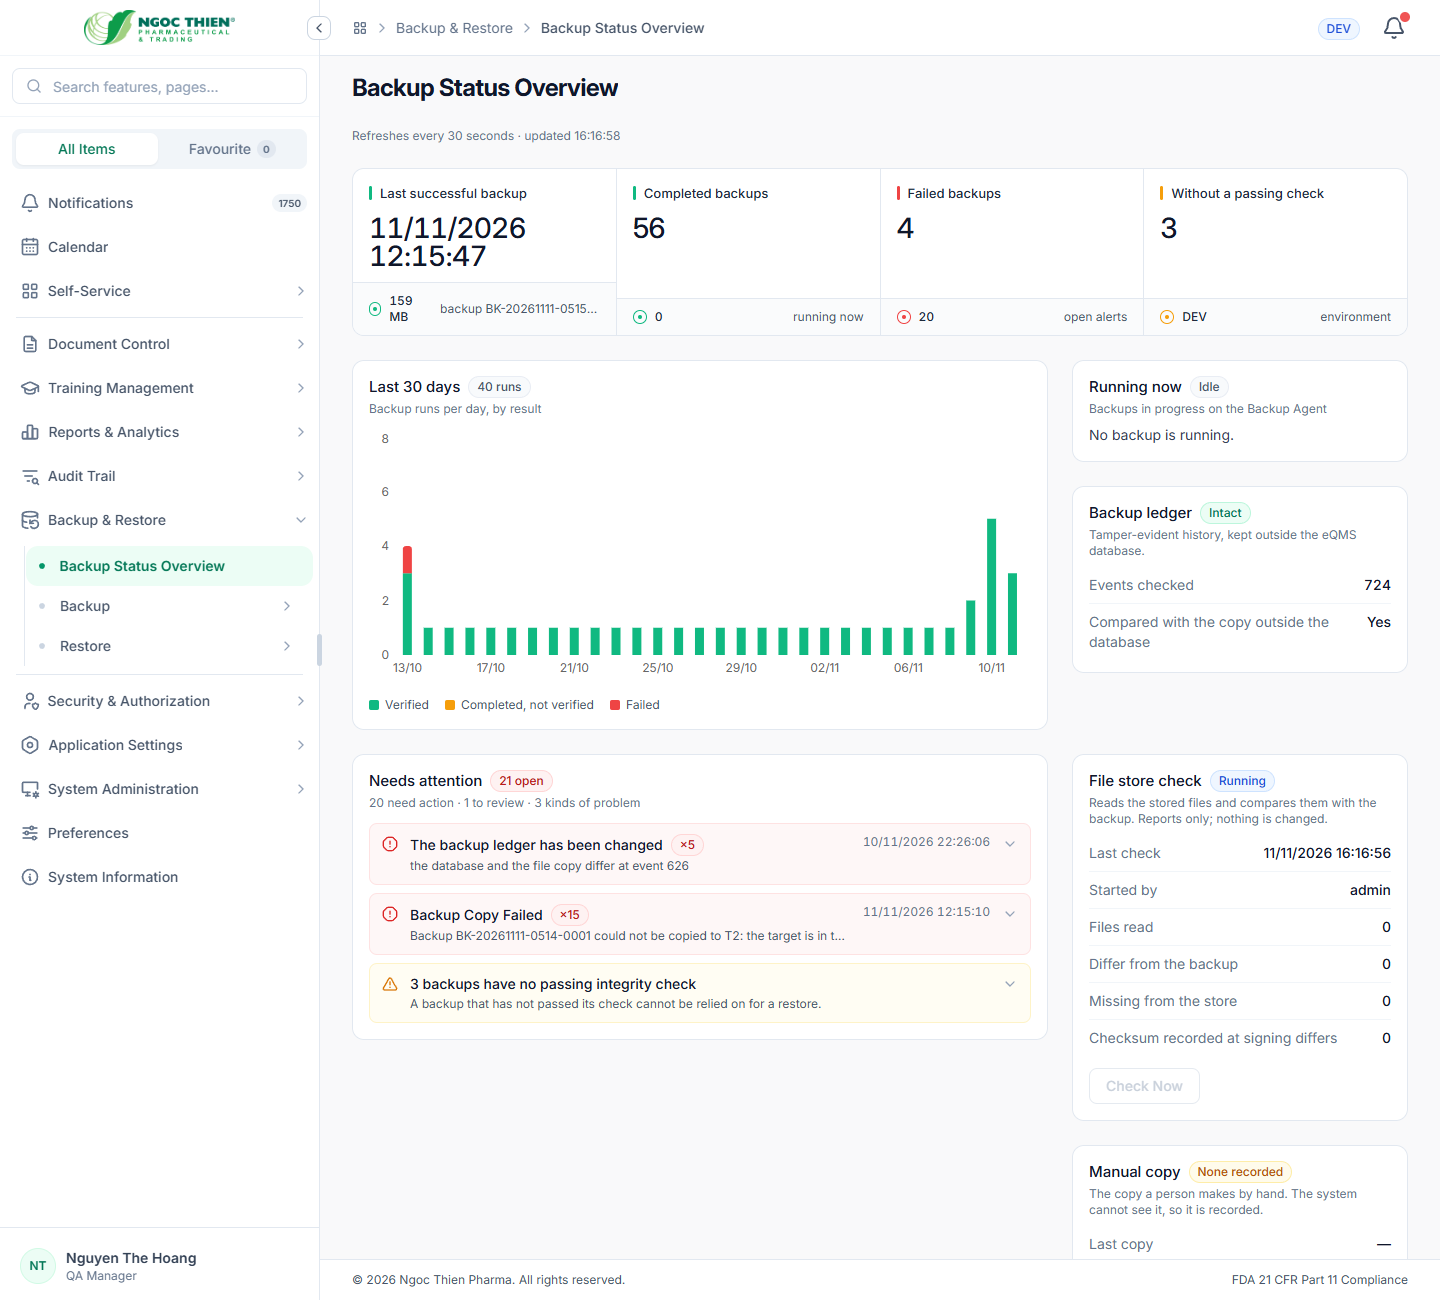 NGOC THIEN®
PHARMACEUTICAL
& TRADING
Search features, pages...
All Items
Favourite 0
Notifications 1750
Calendar
Self-Service
Document Control
Training Management
Reports & Analytics
Audit Trail
Backup & Restore
Backup Status Overview
Backup
Restore
Security & Authorization
Application Settings
System Administration
Preferences
System Information
NT
Nguyen The Hoang
QA Manager
Backup & Restore
Backup Status Overview
DEV
Backup Status Overview
Refreshes every 30 seconds · updated 16:16:58
Last successful backup
11/11/2026
12:15:47
159
MB
backup BK-20261111-0515...
Completed backups
56
0
running now
Failed backups
4
20
open alerts
Without a passing check
3
DEV
environment
Last 30 days 40 runs
Backup runs per day, by result
8
6
4
2
0
13/10 17/10 21/10 25/10 29/10 02/11 06/11 10/11
Verified Completed, not verified Failed
Running now Idle
Backups in progress on the Backup Agent
No backup is running.
Backup ledger Intact
Tamper-evident history, kept outside the eQMS
database.
Events checked 724
Compared with the copy outside the
database
Yes
Needs attention 21 open
20 need action · 1 to review · 3 kinds of problem
The backup ledger has been changed ×5 10/11/2026 22:26:06
the database and the file copy differ at event 626
Backup Copy Failed ×15 11/11/2026 12:15:10
Backup BK-20261111-0514-0001 could not be copied to T2: the target is in t...
3 backups have no passing integrity check
A backup that has not passed its check cannot be relied on for a restore.
File store check Running
Reads the stored files and compares them with the
backup. Reports only; nothing is changed.
Last check 11/11/2026 16:16:56
Started by admin
Files read 0
Differ from the backup 0
Missing from the store 0
Checksum recorded at signing differs 0
Check Now
Manual copy None recorded
The copy a person makes by hand. The system
cannot see it, so it is recorded.
Last copy —
© 2026 Ngoc Thien Pharma. All rights reserved.
FDA 21 CFR Part 11 Compliance